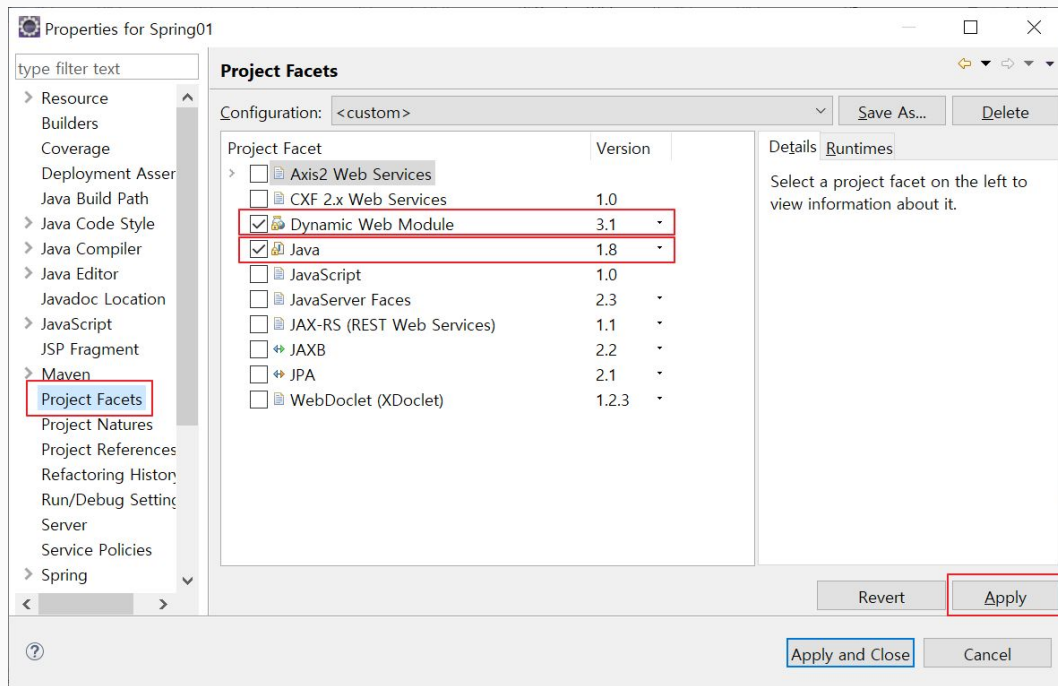 Properties for Spring01
type filter text
Resource
Builders
Coverage
Deployment Asser
Java Build Path
Java Code Style
Java Compiler
Java Editor
Javadoc Location
JavaScript
JSP Fragment
Maven
Project Facets
Project Natures
Project References
Refactoring History
Run/Debug Setting
Server
Service Policies
Spring
Project Facets
Configuration: <custom> Save As... Delete
Project Facet Version
Axis2 Web Services
CXF 2.x Web Services 1.0
Dynamic Web Module 3.1
Java 1.8
JavaScript 1.0
JavaServer Faces 2.3
JAX-RS (REST Web Services) 1.1
JAXB 2.2
JPA 2.1
WebDoclet (XDoclet) 1.2.3
Details Runtimes
Select a project facet on the left to
view information about it.
Revert Apply
Apply and Close Cancel